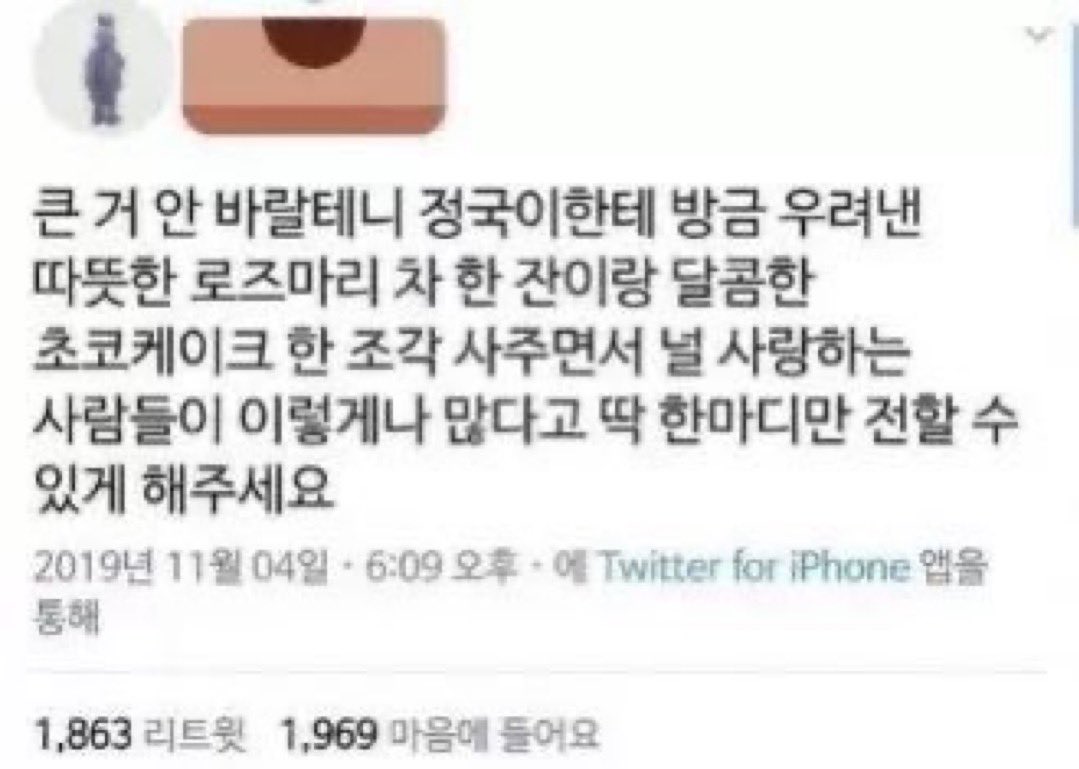 큰 거 안 바랄테니 정국이한테 방금 우려낸
따뜻한 로즈마리 차 한 잔이랑 달콤한
초코케이크 한 조각 사주면서 널 사랑하는
사람들이 이렇게나 많다고 딱 한마디만 전할 수
있게 해주세요
2019년 11월 04일 · 6:09 오후 · 에 Twitter for iPhone 앱을
통해
1,863 리트윗 1,969 마음에 들어요